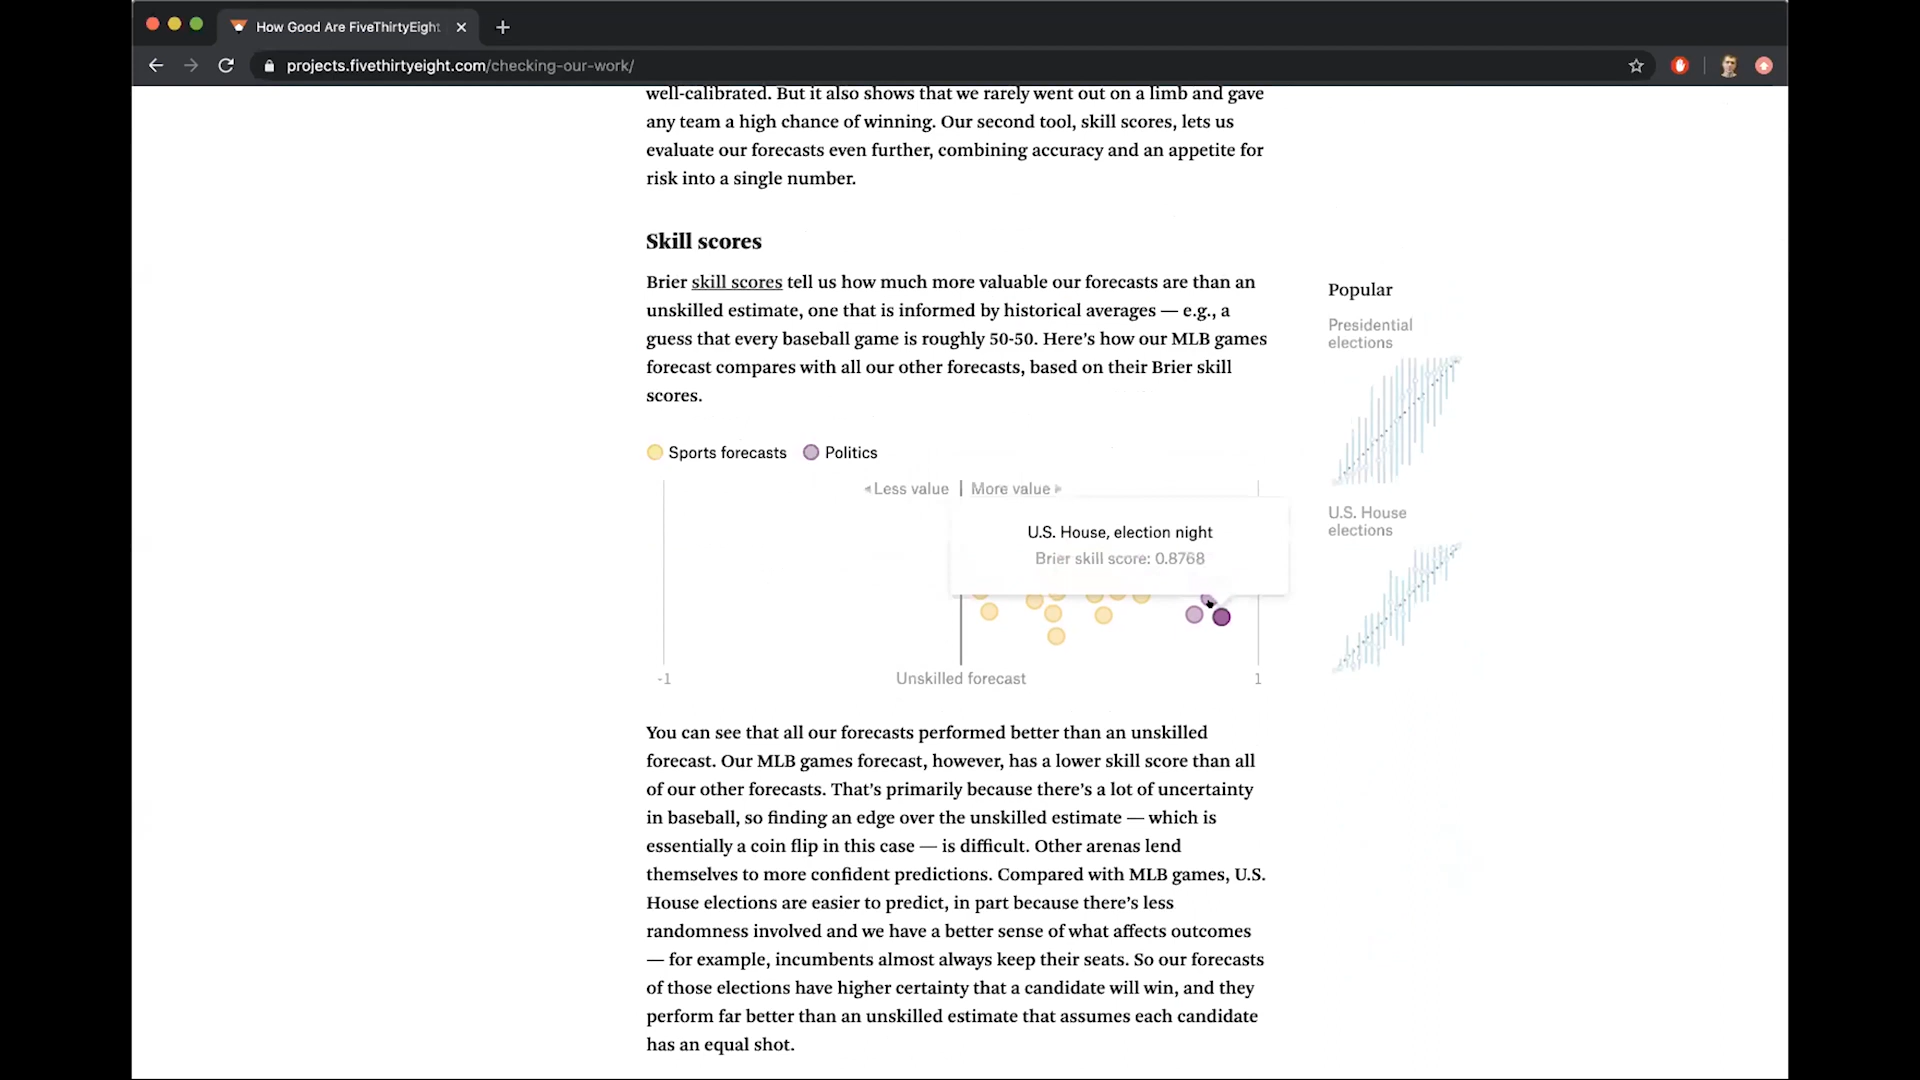 How Good Are FiveThirtyEight
projects.fivethirtyeight.com/checking-our-work/
well-calibrated. But it also shows that we rarely went out on a limb and gave
any team a high chance of winning. Our second tool, skill scores, lets us
evaluate our forecasts even further, combining accuracy and an appetite for
risk into a single number.
Skill scores
Brier skill scores tell us how much more valuable our forecasts are than an
unskilled estimate, one that is informed by historical averages — e.g., a
guess that every baseball game is roughly 50-50. Here’s how our MLB games
forecast compares with all our other forecasts, based on their Brier skill
scores.
Popular
Presidential
elections
U.S. House
elections
Sports forecasts
Politics
Less value
More value
U.S. House, election night
Brier skill score: 0.8768
-1
Unskilled forecast
1
You can see that all our forecasts performed better than an unskilled
forecast. Our MLB games forecast, however, has a lower skill score than all
of our other forecasts. That’s primarily because there’s a lot of uncertainty
in baseball, so finding an edge over the unskilled estimate — which is
essentially a coin flip in this case — is difficult. Other arenas lend
themselves to more confident predictions. Compared with MLB games, U.S.
House elections are easier to predict, in part because there’s less
randomness involved and we have a better sense of what affects outcomes
— for example, incumbents almost always keep their seats. So our forecasts
of those elections have higher certainty that a candidate will win, and they
perform far better than an unskilled estimate that assumes each candidate
has an equal shot.